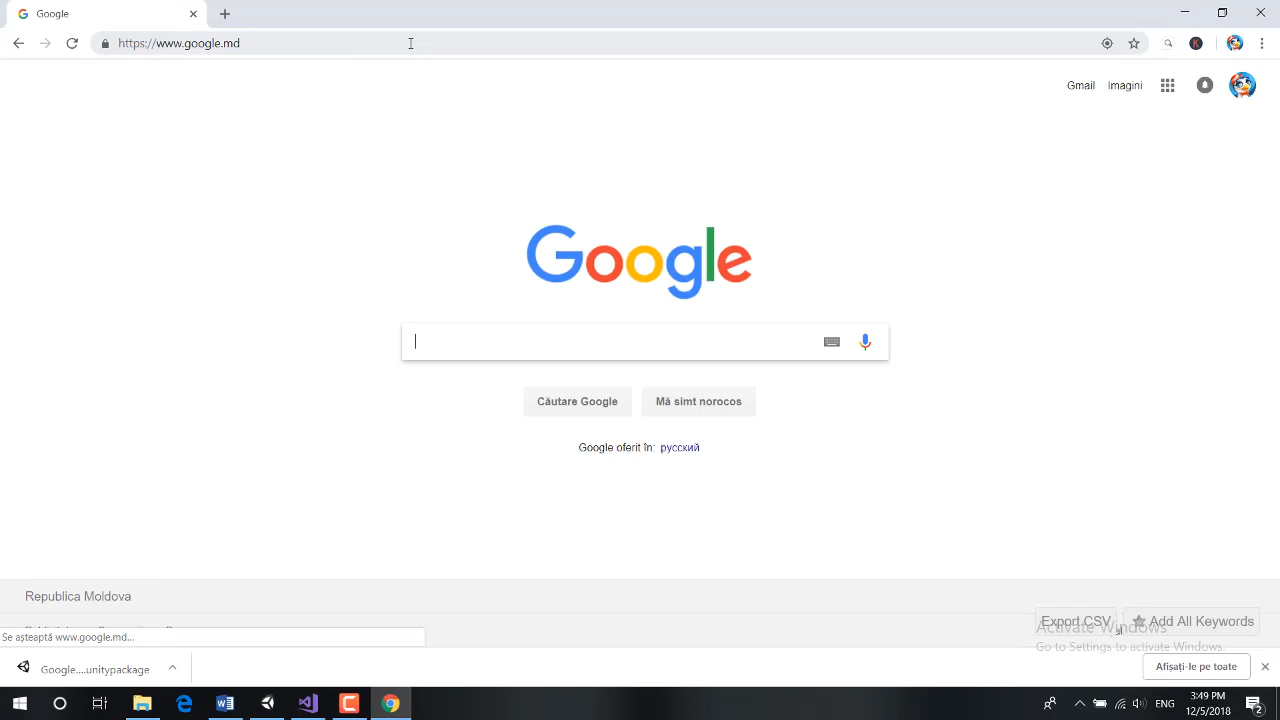 Google
https://www.google.md
K
Gmail Imagini
Google
Căutare Google Mă simt norocos
Google oferit în: русский
Republica Moldova
Export CSV Add All Keywords
Se așteaptă www.google.md...
Activate Windows
Go to Settings to activate Windows.
Google....unitypackage
Afișați-le pe toate
ENG
3:49 PM
12/5/2018
2